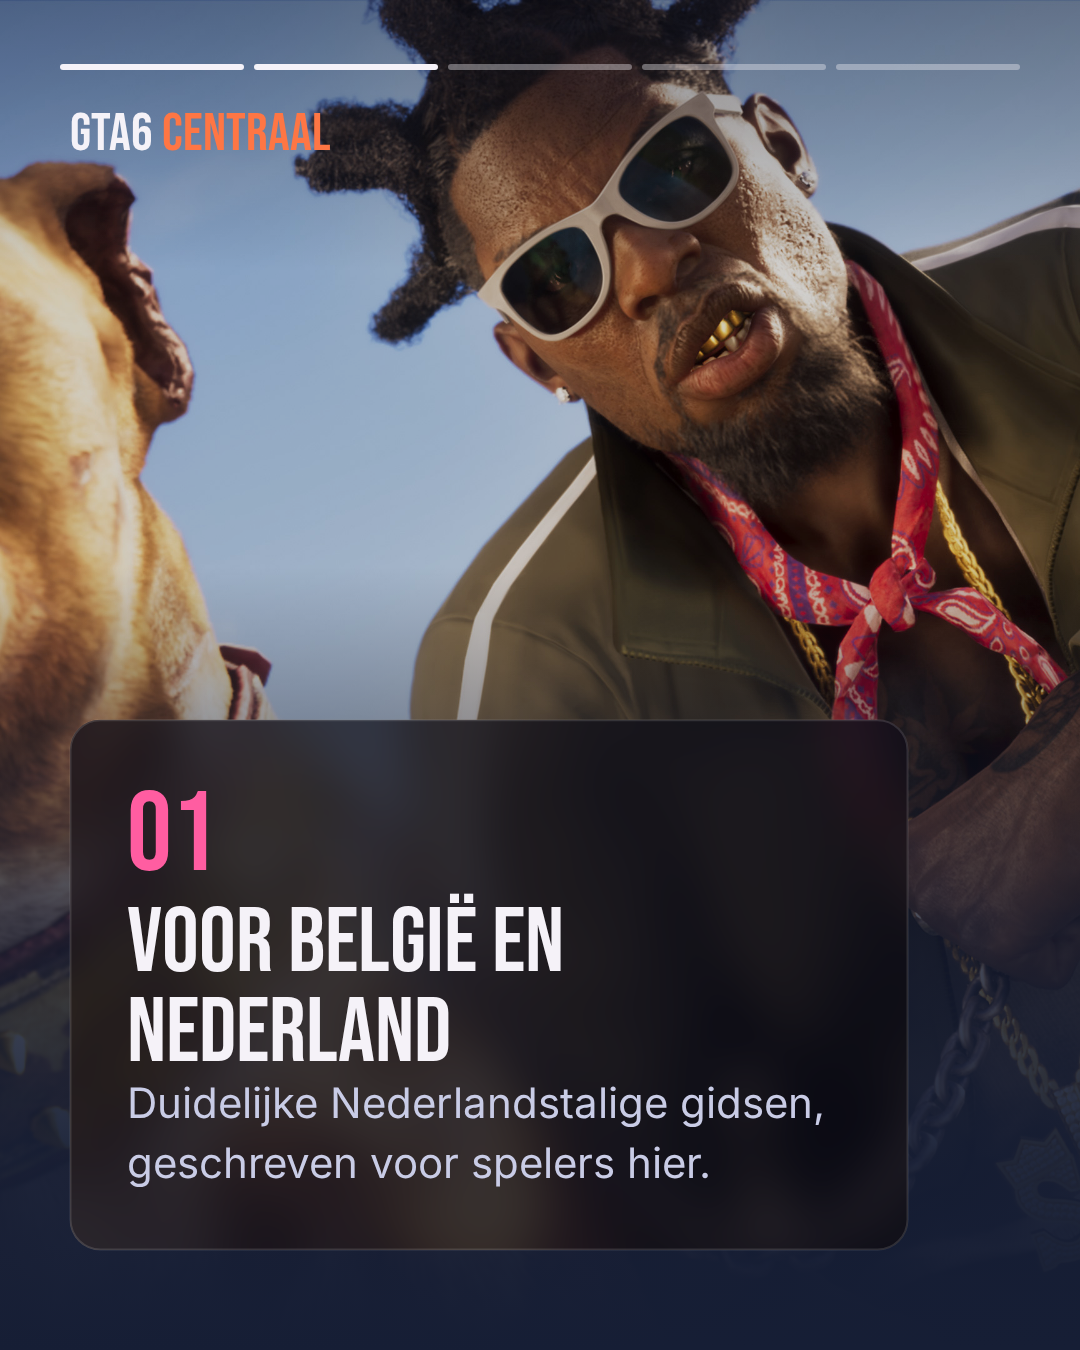 GTA6 CENTRAAL
01
VOOR BELGIË EN
NEDERLAND
Duidelijke Nederlandstalige gidsen,
geschreven voor spelers hier.